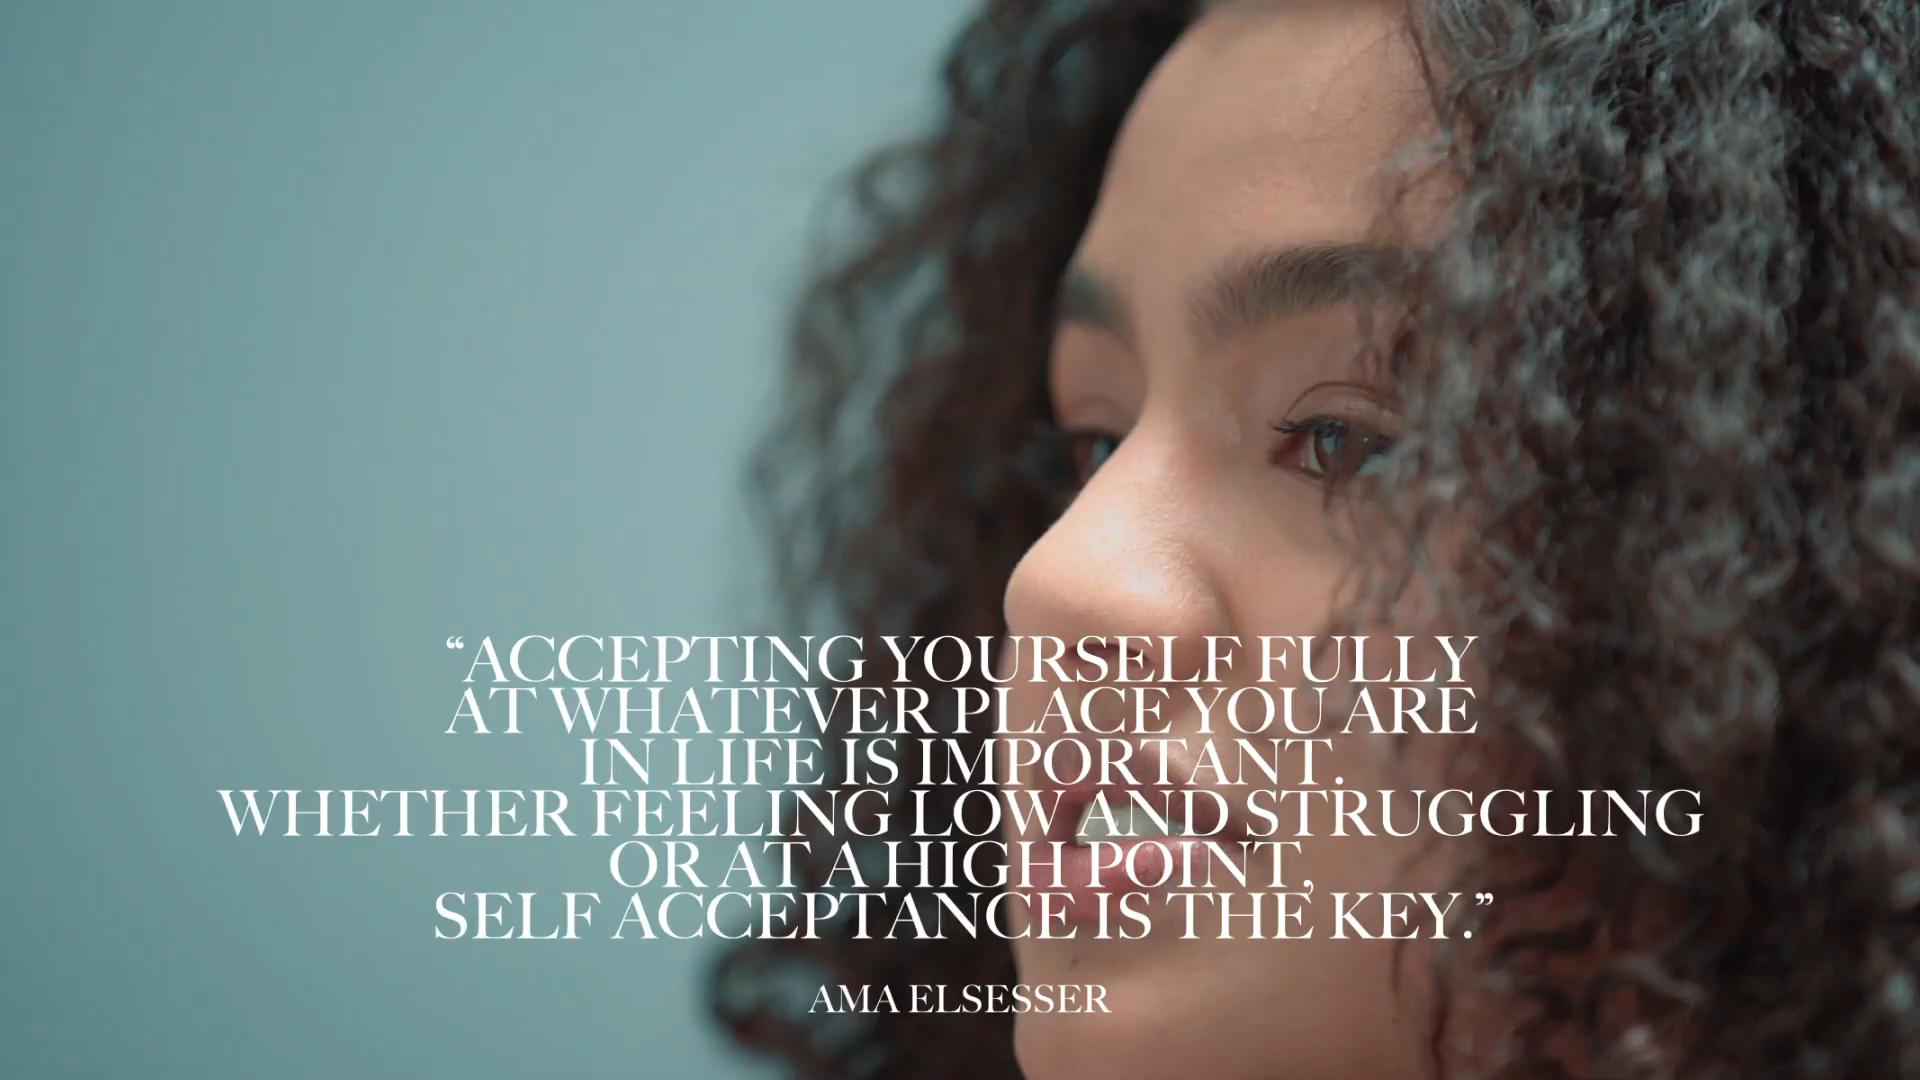 “ACCEPTING YOURSELF FULLY
AT WHATEVER PLACE YOU ARE
IN LIFE IS IMPORTANT.
WHETHER FEELING LOW AND STRUGGLING
OR AT A HIGH POINT,
SELF ACCEPTANCE IS THE KEY.”
AMA ELSESSER